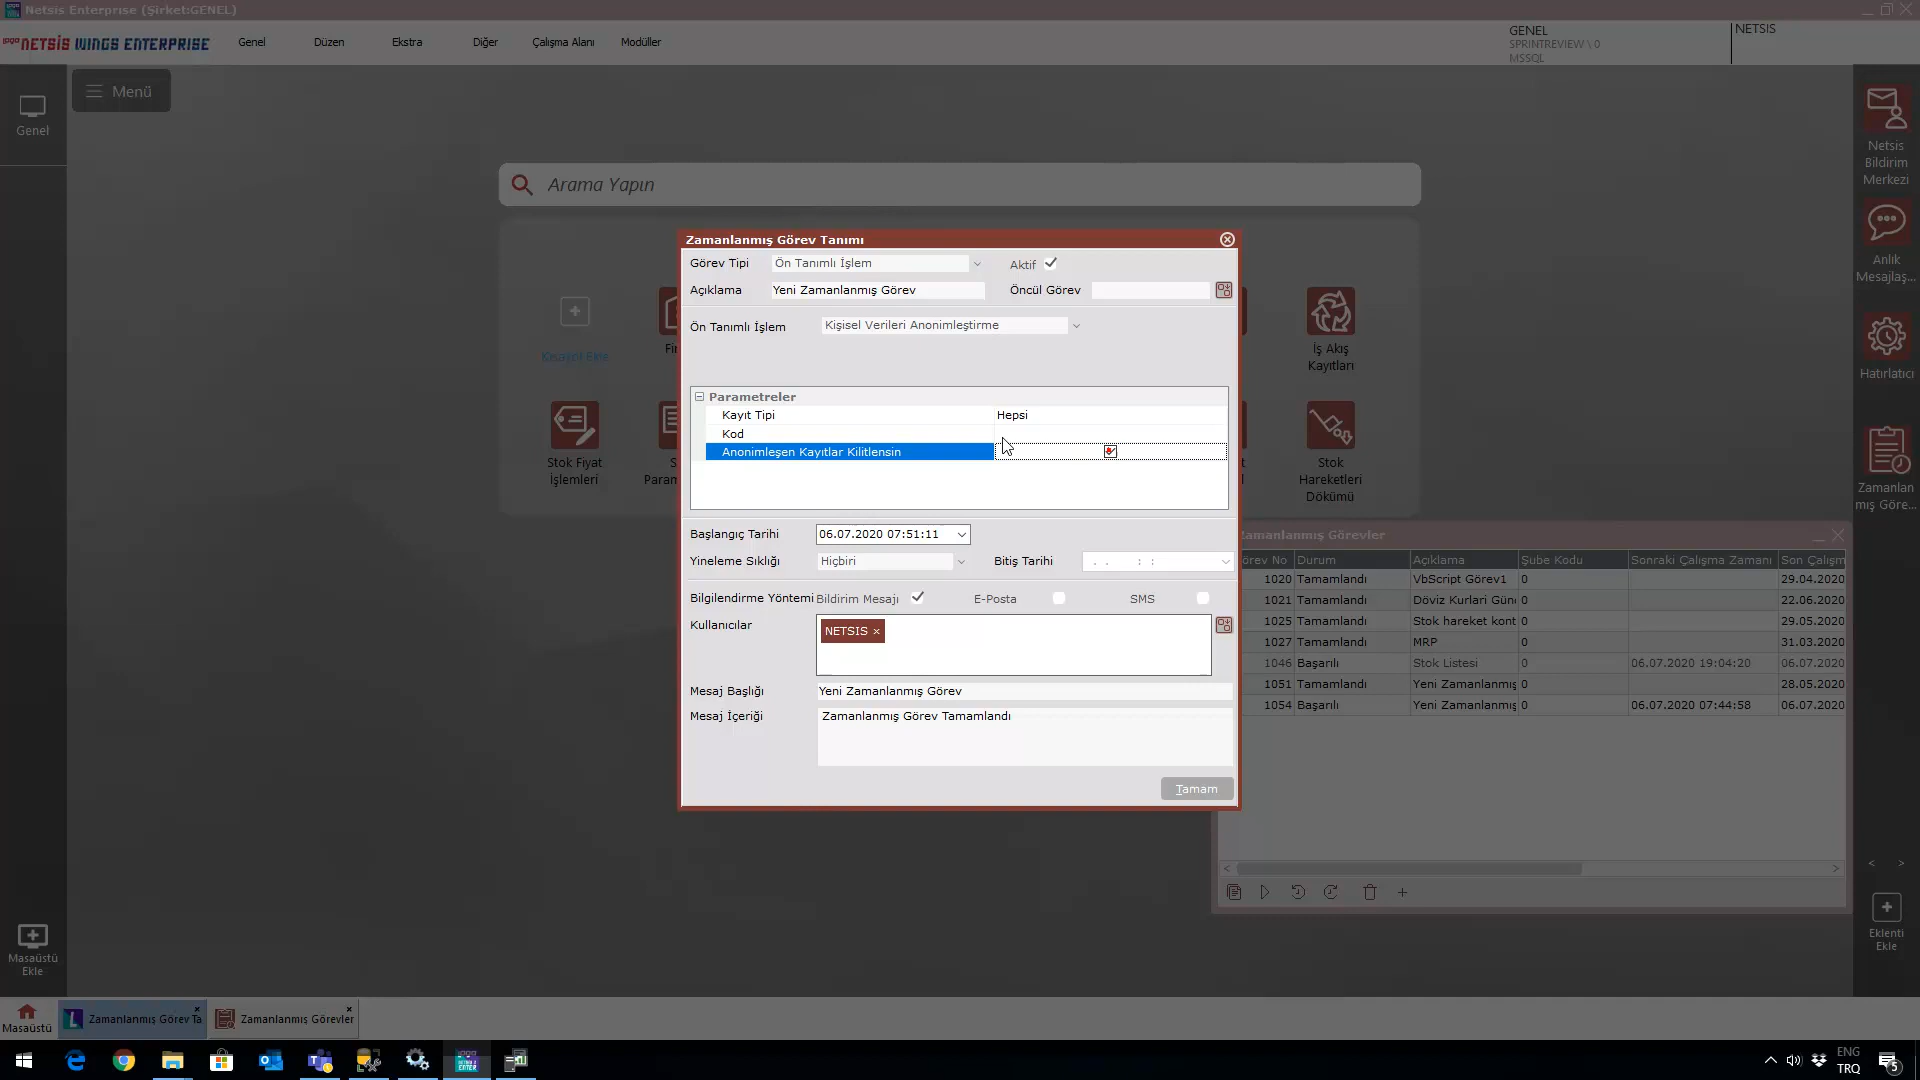 Netsis Enterprise (Şirket:GENEL)
logo NETSİS WINGS ENTERPRISE
Genel
Düzen
Ekstra
Diğer
Çalışma Alanı
Modüller
GENEL
SPRINTREVIEW \ 0
MSSQL
NETSIS
Genel
Menü
Arama Yapın
Kısayol Ekle
İş Akış
Kayıtları
Stok Fiyat
İşlemleri
Stok
Hareketleri
Dökümü
Zamanlanmış Görev Tanımı
Görev Tipi Ön Tanımlı İşlem Aktif
Açıklama Yeni Zamanlanmış Görev Öncül Görev
Ön Tanımlı İşlem Kişisel Verileri Anonimleştirme
Parametreler
Kayıt Tipi Hepsi
Kod
Anonimleşen Kayıtlar Kilitlensin
Başlangıç Tarihi 06.07.2020 07:51:11
Yineleme Sıklığı Hiçbiri Bitiş Tarihi . . : :
Bilgilendirme Yöntemi Bildirim Mesajı E-Posta SMS
Kullanıcılar NETSIS ×
Mesaj Başlığı Yeni Zamanlanmış Görev
Mesaj İçeriği Zamanlanmış Görev Tamamlandı
Tamam
Zamanlanmış Görevler
Görev No Durum Açıklama Şube Kodu Sonraki Çalışma Zamanı Son Çalışm
1020 Tamamlandı VbScript Görev1 0 29.04.2020
1021 Tamamlandı Döviz Kurlari Gün 0 22.06.2020
1025 Tamamlandı Stok hareket kont 0 29.05.2020
1027 Tamamlandı MRP 0 31.03.2020
1046 Başarılı Stok Listesi 0 06.07.2020 19:04:20 06.07.2020
1051 Tamamlandı Yeni Zamanlanmış 0 28.05.2020
1054 Başarılı Yeni Zamanlanmış 0 06.07.2020 07:44:58 06.07.2020
Netsis
Bildirim
Merkezi
Anlık
Mesajlaş...
Hatırlatıcı
Zamanlan
mış Göre...
Eklenti
Ekle
Masaüstü
Ekle
Masaüstü
Zamanlanmış Görev Ta
Zamanlanmış Görevler
ENG
TRQ
5